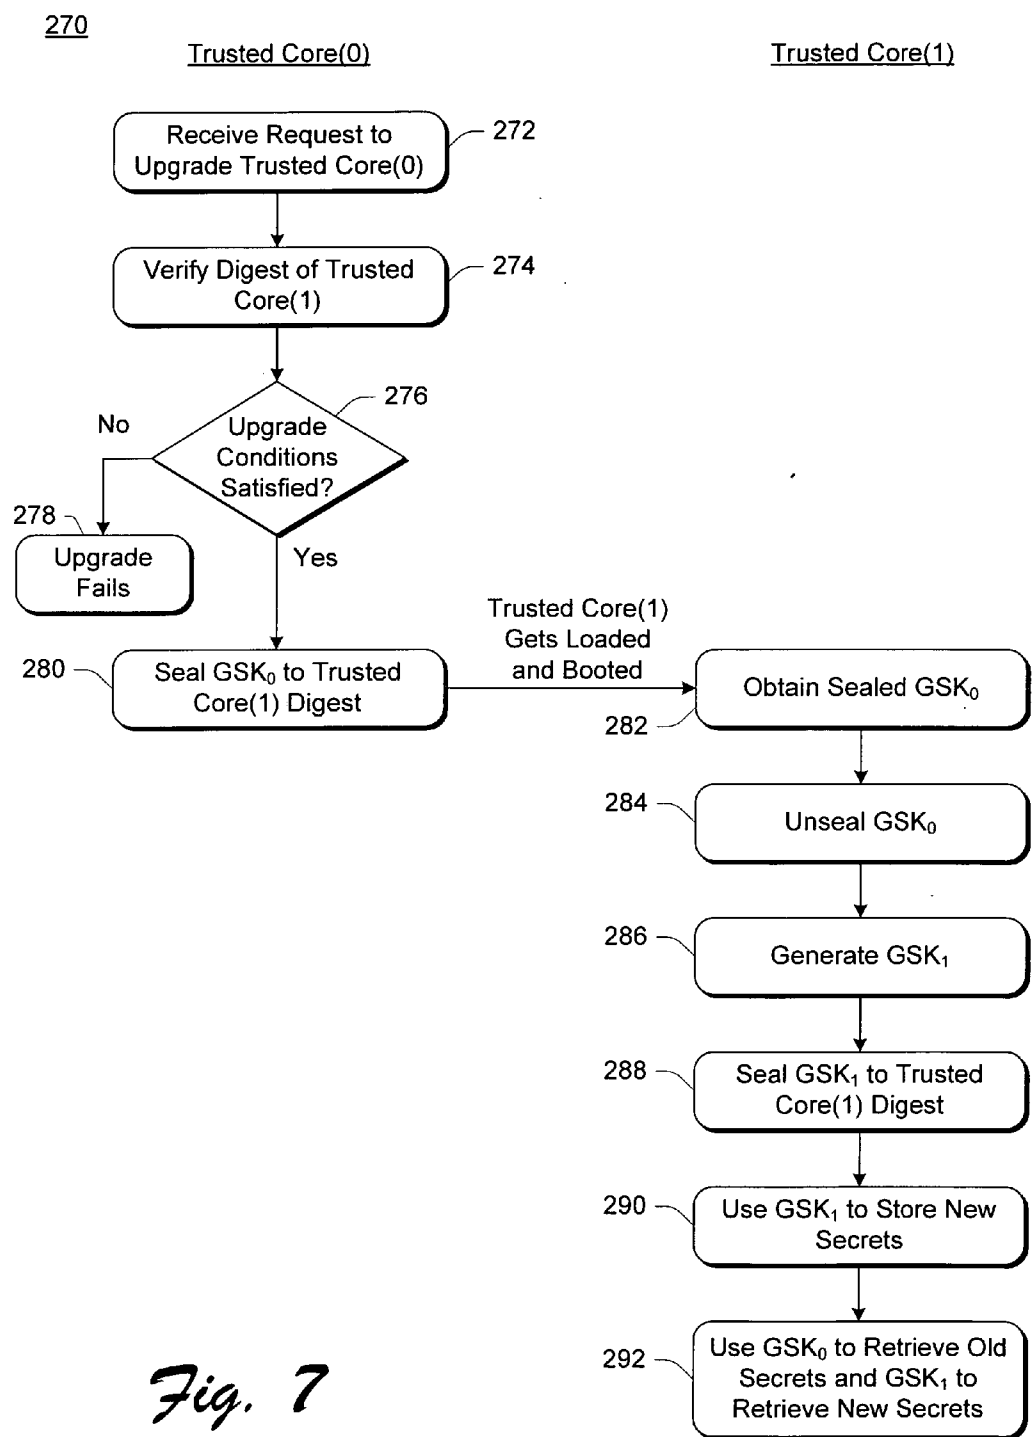 270
Trusted Core(0)
Trusted Core(1)
Receive Request to
Upgrade Trusted Core(0)
272
Verify Digest of Trusted
Core(1)
274
Upgrade
Conditions
Satisfied?
276
No
278
Upgrade
Fails
Yes
280
Seal GSK₀ to Trusted
Core(1) Digest
Trusted Core(1)
Gets Loaded
and Booted
Obtain Sealed GSK₀
282
284
Unseal GSK₀
286
Generate GSK₁
288
Seal GSK₁ to Trusted
Core(1) Digest
290
Use GSK₁ to Store New
Secrets
292
Use GSK₀ to Retrieve Old
Secrets and GSK₁ to
Retrieve New Secrets
Fig. 7